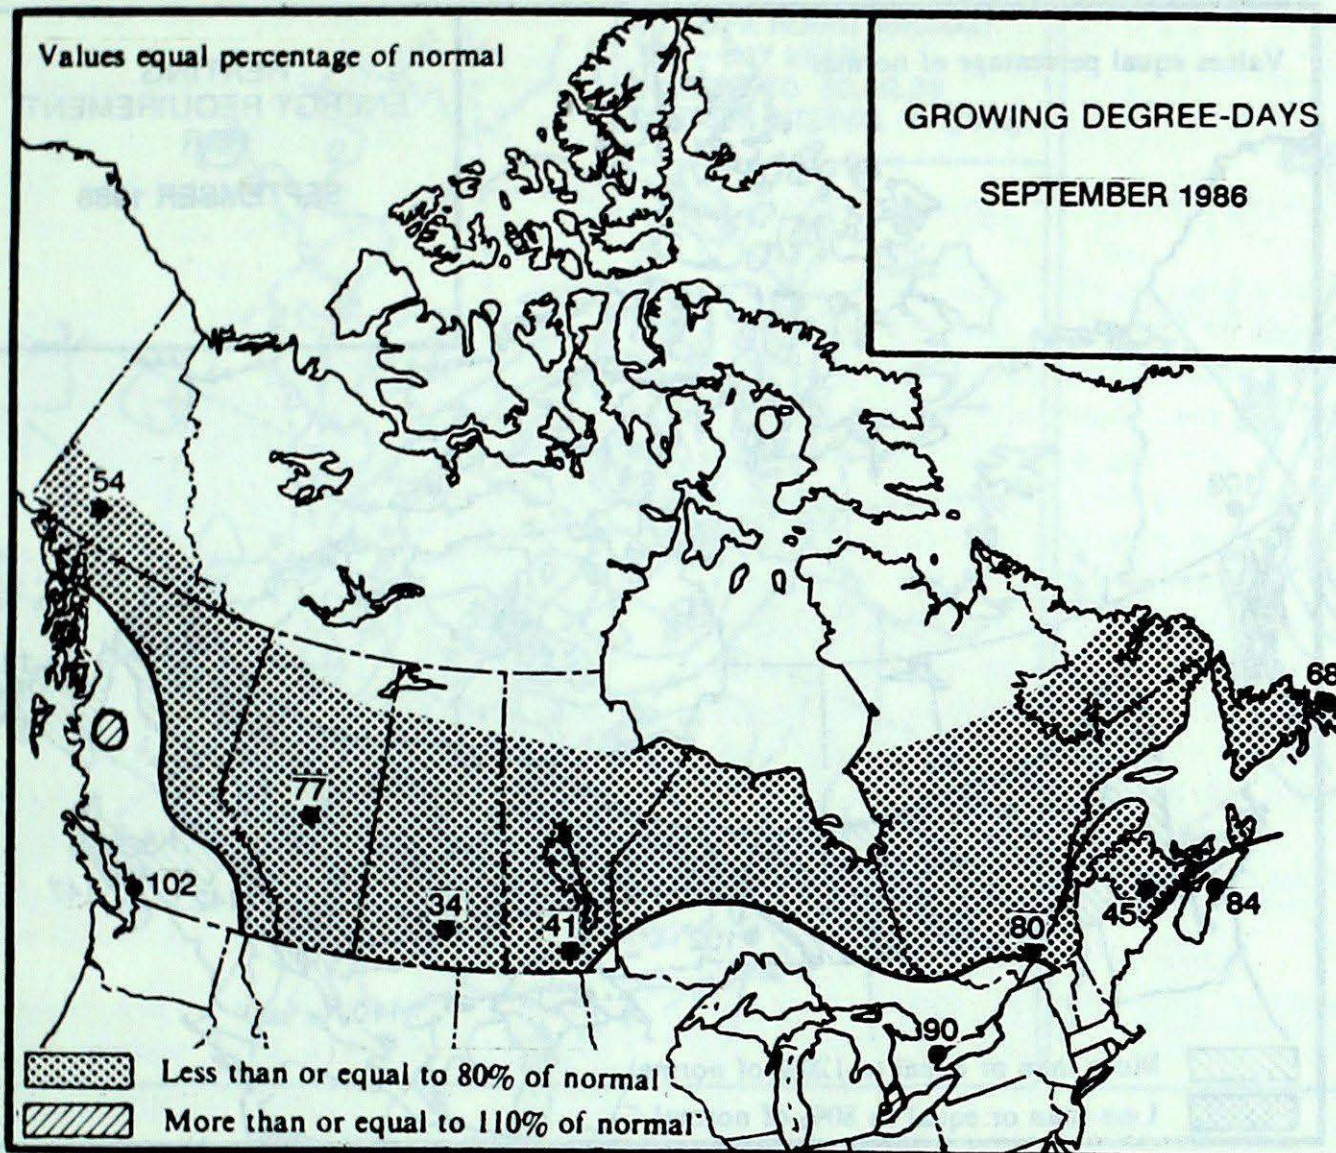 Values equal percentage of normal
GROWING DEGREE-DAYS
SEPTEMBER 1986
54
68
77
102
34
41
80
45
84
90
Less than or equal to 80% of normal
More than or equal to 110% of normal